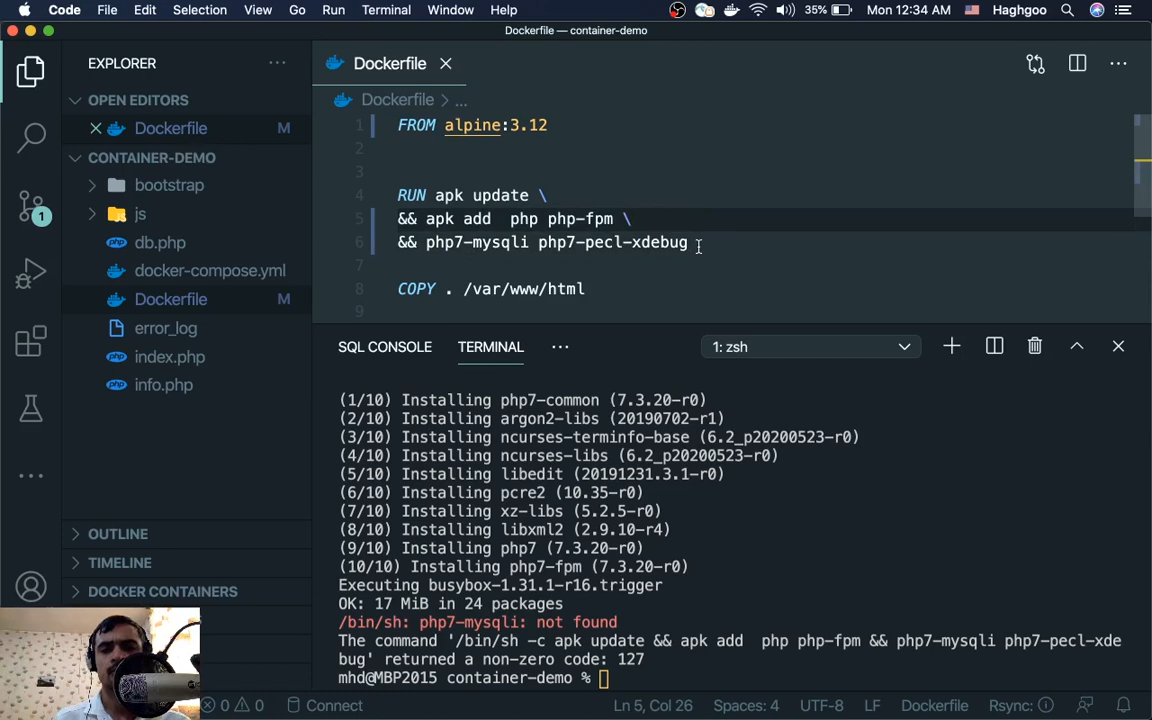 Code File Edit Selection View Go Run Terminal Window Help 35% Mon 12:34 AM Haghgoo
Dockerfile — container-demo
EXPLORER ...
Dockerfile
OPEN EDITORS
Dockerfile > ...
Dockerfile M
1 FROM alpine:3.12
CONTAINER-DEMO
2
bootstrap
3
js
4 RUN apk update \
1
5 && apk add  php php-fpm \
db.php
6 && php7-mysqli php7-pecl-xdebug
docker-compose.yml
7
Dockerfile M
8 COPY . /var/www/html
error_log
9
index.php
SQL CONSOLE TERMINAL ... 1: zsh
info.php
(1/10) Installing php7-common (7.3.20-r0)
(2/10) Installing argon2-libs (20190702-r1)
(3/10) Installing ncurses-terminfo-base (6.2_p20200523-r0)
(4/10) Installing ncurses-libs (6.2_p20200523-r0)
(5/10) Installing libedit (20191231.3.1-r0)
(6/10) Installing pcre2 (10.35-r0)
(7/10) Installing xz-libs (5.2.5-r0)
(8/10) Installing libxml2 (2.9.10-r4)
(9/10) Installing php7 (7.3.20-r0)
(10/10) Installing php7-fpm (7.3.20-r0)
Executing busybox-1.31.1-r16.trigger
OK: 17 MiB in 24 packages
/bin/sh: php7-mysqli: not found
The command '/bin/sh -c apk update && apk add  php php-fpm && php7-mysqli php7-pecl-xde
bug' returned a non-zero code: 127
mhd@MBP2015 container-demo %
OUTLINE
TIMELINE
DOCKER CONTAINERS
0 0 Connect Ln 5, Col 26 Spaces: 4 UTF-8 LF Dockerfile Rsync: